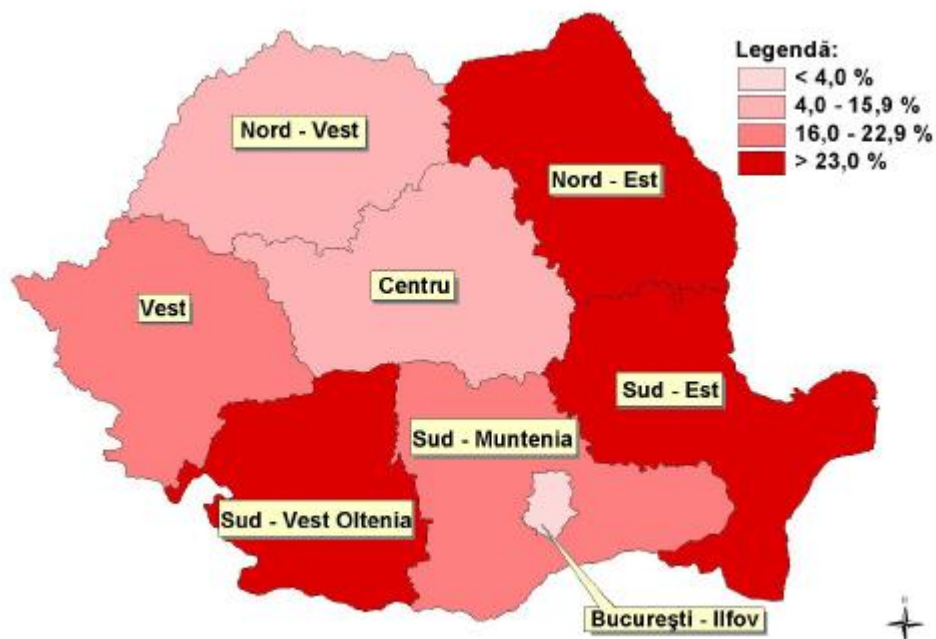 Legendă:
< 4,0 %
4,0 - 15,9 %
16,0 - 22,9 %
> 23,0 %
Nord - Vest
Nord - Est
Centru
Vest
Sud - Est
Sud - Muntenia
Sud - Vest Oltenia
Bucureşti - Ilfov